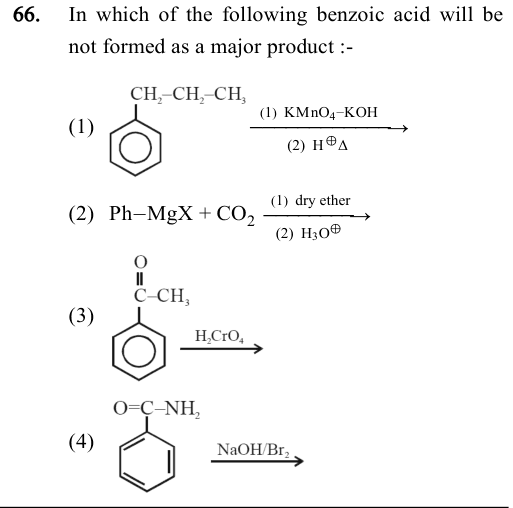 66. In which of the following benzoic acid will be
not formed as a major product :-
CH₂–CH₂–CH₃
(1) (1) KMnO₄–KOH
(2) H⊕Δ
(2) Ph–MgX + CO₂ (1) dry ether
(2) H₃O⊕
O
C–CH₃
(3) H₂CrO₄
O=C–NH₂
(4) NaOH/Br₂